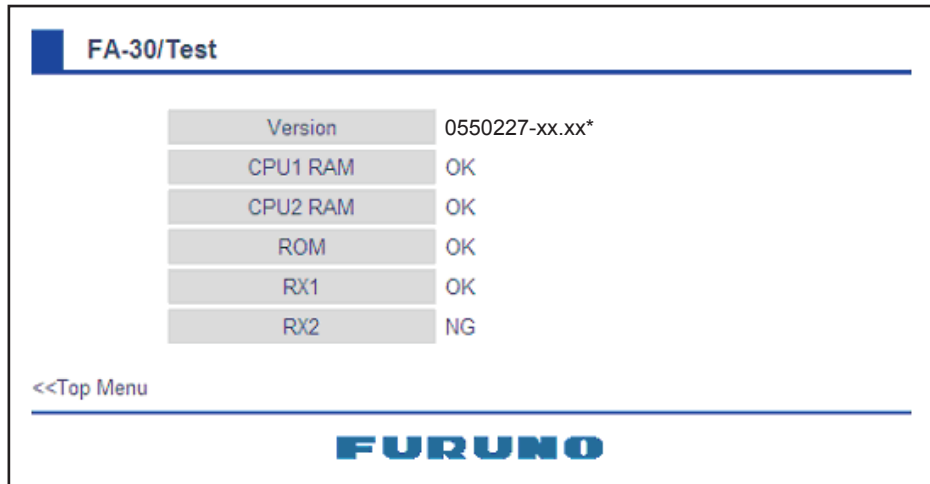 FA-30/Test
Version 0550227-xx.xx*
CPU1 RAM OK
CPU2 RAM OK
ROM OK
RX1 OK
RX2 NG
<<Top Menu
FURUNO